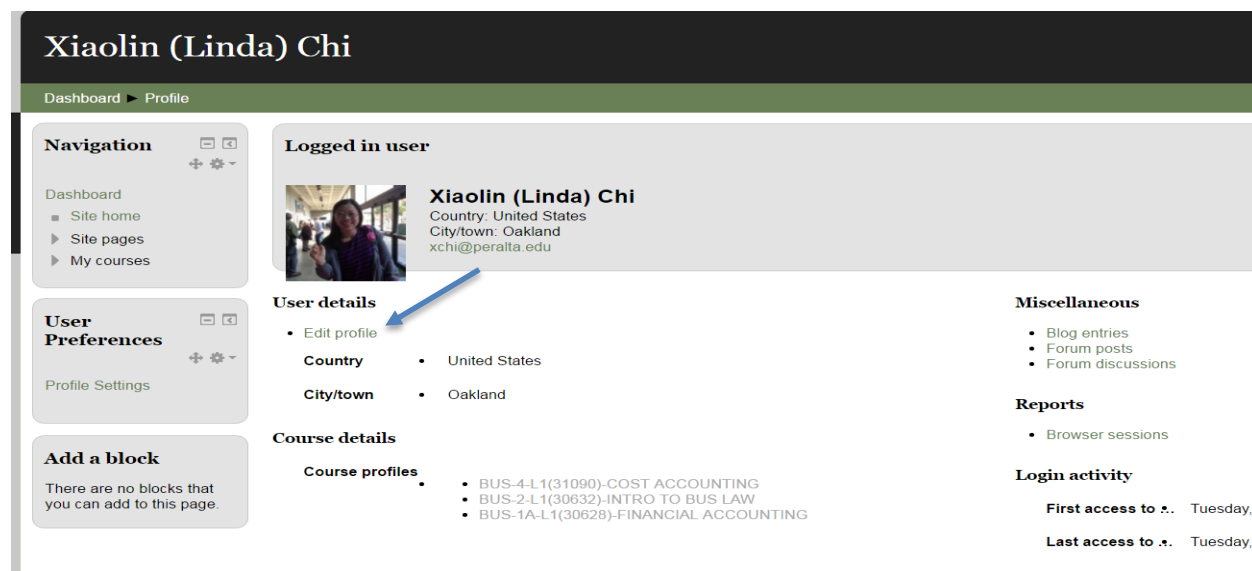 Xiaolin (Linda) Chi
Dashboard ► Profile
Navigation
Dashboard
Site home
Site pages
My courses
User
Preferences
Profile Settings
Add a block
There are no blocks that
you can add to this page.
Logged in user
Xiaolin (Linda) Chi
Country: United States
City/town: Oakland
xchi@peralta.edu
User details
• Edit profile
Country • United States
City/town • Oakland
Course details
Course profiles
• BUS-4-L1(31090)-COST ACCOUNTING
• BUS-2-L1(30632)-INTRO TO BUS LAW
• BUS-1A-L1(30628)-FINANCIAL ACCOUNTING
Miscellaneous
• Blog entries
• Forum posts
• Forum discussions
Reports
• Browser sessions
Login activity
First access to ... Tuesday,
Last access to ... Tuesday,